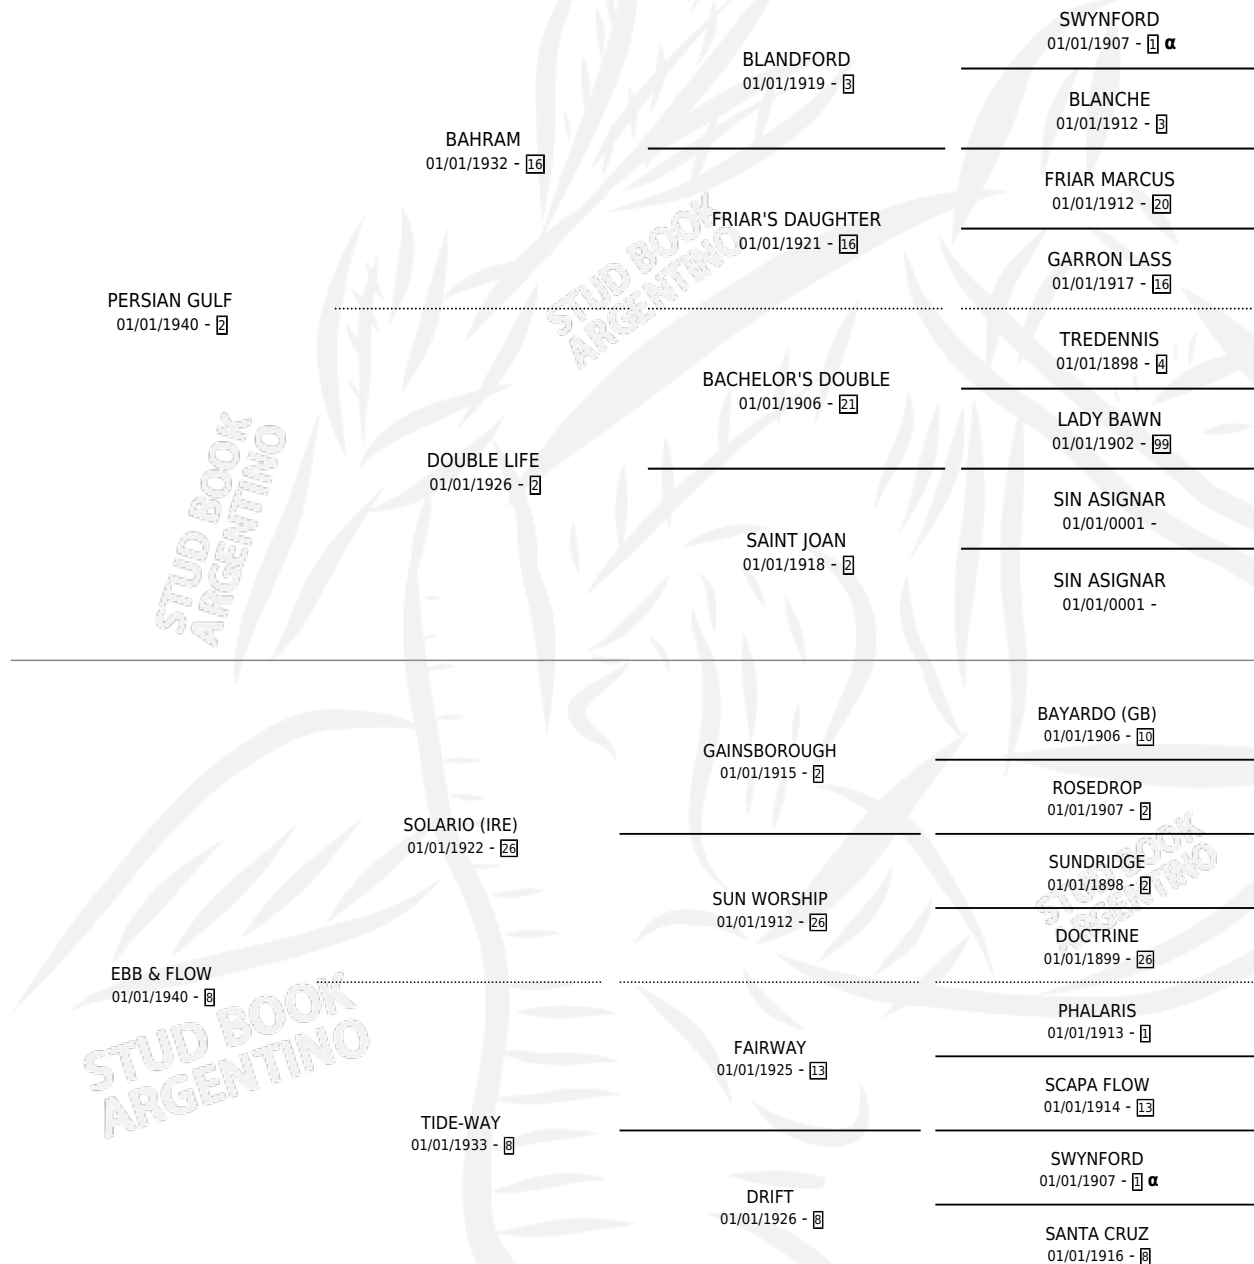 SWYNFORD
01/01/1907 - 1 α
BLANDFORD
01/01/1919 - 3
BLANCHE
01/01/1912 - 3
BAHRAM
01/01/1932 - 16
FRIAR MARCUS
01/01/1912 - 20
FRIAR'S DAUGHTER
01/01/1921 - 16
GARRON LASS
01/01/1917 - 16
PERSIAN GULF
01/01/1940 - 2
TREDENNIS
01/01/1898 - 4
BACHELOR'S DOUBLE
01/01/1906 - 21
LADY BAWN
01/01/1902 - 99
DOUBLE LIFE
01/01/1926 - 2
SIN ASIGNAR
01/01/0001 -
SAINT JOAN
01/01/1918 - 2
SIN ASIGNAR
01/01/0001 -
STUD BOOK
ARGENTINO
STUD BOOK
ARGENTINO
BAYARDO (GB)
01/01/1906 - 10
GAINSBOROUGH
01/01/1915 - 2
ROSEDROP
01/01/1907 - 2
SOLARIO (IRE)
01/01/1922 - 26
SUNDRIDGE
01/01/1898 - 2
SUN WORSHIP
01/01/1912 - 26
DOCTRINE
01/01/1899 - 26
EBB & FLOW
01/01/1940 - 8
PHALARIS
01/01/1913 - 1
FAIRWAY
01/01/1925 - 13
SCAPA FLOW
01/01/1914 - 13
TIDE-WAY
01/01/1933 - 8
SWYNFORD
01/01/1907 - 1 α
DRIFT
01/01/1926 - 8
SANTA CRUZ
01/01/1916 - 8
STUD BOOK
ARGENTINO
STUD BOOK
ARGENTINO